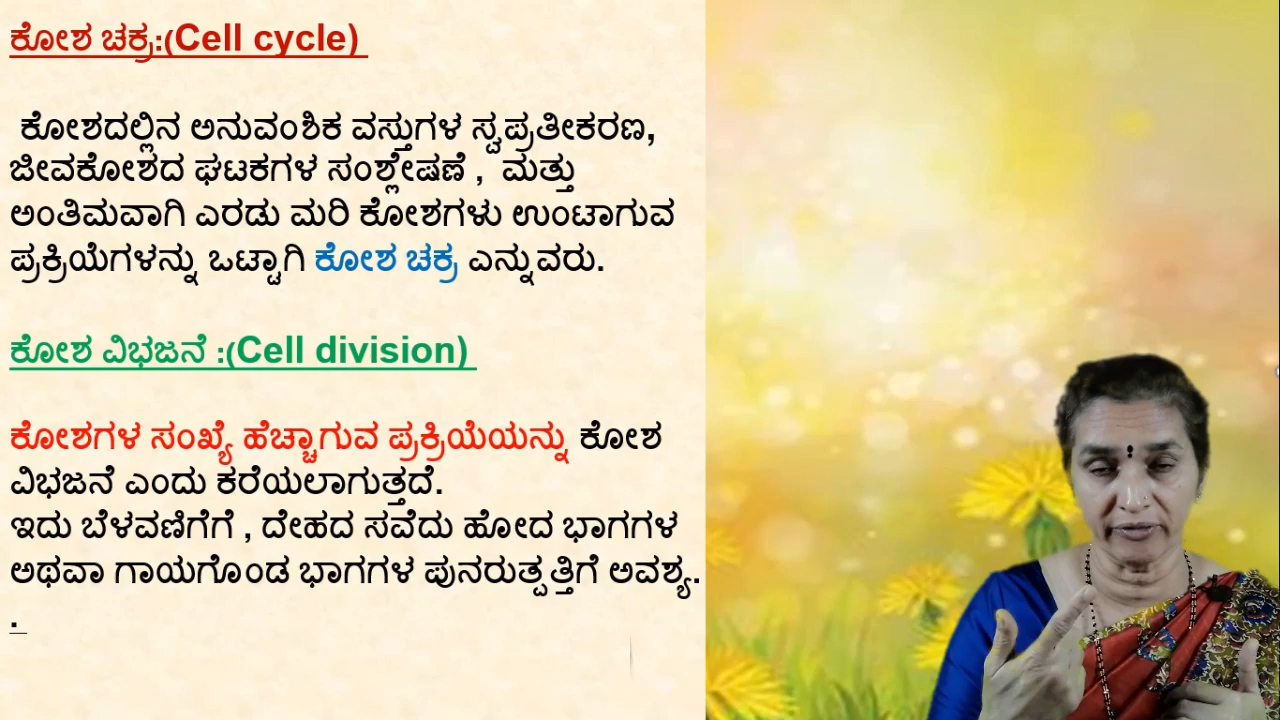 ಕೋಶ ಚಕ್ರ:(Cell cycle)
ಕೋಶದಲ್ಲಿನ ಅನುವಂಶಿಕ ವಸ್ತುಗಳ ಸ್ವಪ್ರತೀಕರಣ,
ಜೀವಕೋಶದ ಘಟಕಗಳ ಸಂಶ್ಲೇಷಣೆ , ಮತ್ತು
ಅಂತಿಮವಾಗಿ ಎರಡು ಮರಿ ಕೋಶಗಳು ಉಂಟಾಗುವ
ಪ್ರಕ್ರಿಯೆಗಳನ್ನು ಒಟ್ಟಾಗಿ ಕೋಶ ಚಕ್ರ ಎನ್ನುವರು.
ಕೋಶ ವಿಭಜನೆ :(Cell division)
ಕೋಶಗಳ ಸಂಖ್ಯೆ ಹೆಚ್ಚಾಗುವ ಪ್ರಕ್ರಿಯೆಯನ್ನು ಕೋಶ
ವಿಭಜನೆ ಎಂದು ಕರೆಯಲಾಗುತ್ತದೆ.
ಇದು ಬೆಳವಣಿಗೆಗೆ , ದೇಹದ ಸವೆದು ಹೋದ ಭಾಗಗಳ
ಅಥವಾ ಗಾಯಗೊಂಡ ಭಾಗಗಳ ಪುನರುತ್ಪತ್ತಿಗೆ ಅವಶ್ಯ.
.